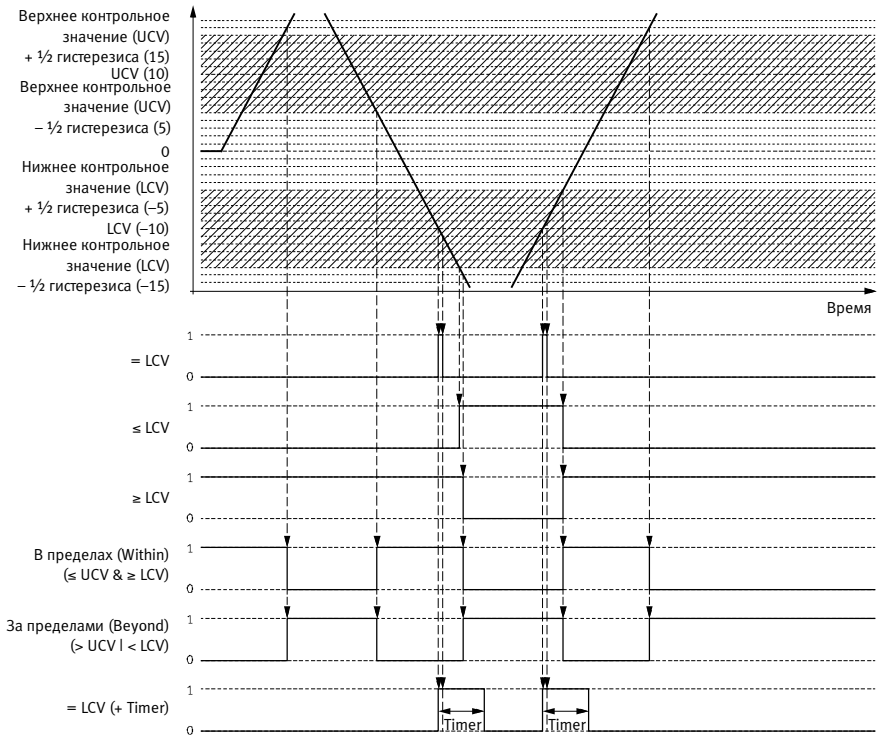 Верхнее контрольное
значение (UCV)
+ ½ гистерезиса (15)
UCV (10)
Верхнее контрольное
значение (UCV)
– ½ гистерезиса (5)
0
Нижнее контрольное
значение (LCV)
+ ½ гистерезиса (–5)
LCV (–10)
Нижнее контрольное
значение (LCV)
– ½ гистерезиса (–15)
Время
1
= LCV
0
1
≤ LCV
0
1
≥ LCV
0
1
В пределах (Within)
(≤ UCV & ≥ LCV)
0
1
За пределами (Beyond)
(> UCV | < LCV)
0
1
= LCV (+ Timer)
Timer
Timer
0